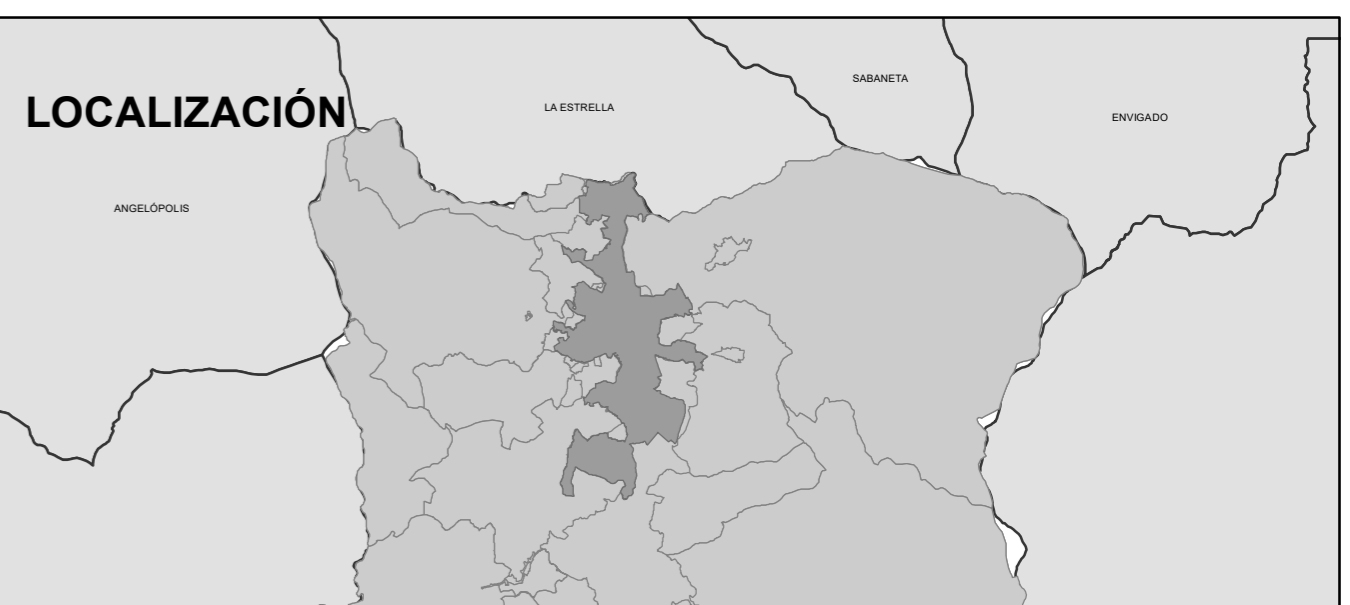 SABANETA
LOCALIZACIÓN
LA ESTRELLA
ENVIGADO
ANGELÓPOLIS